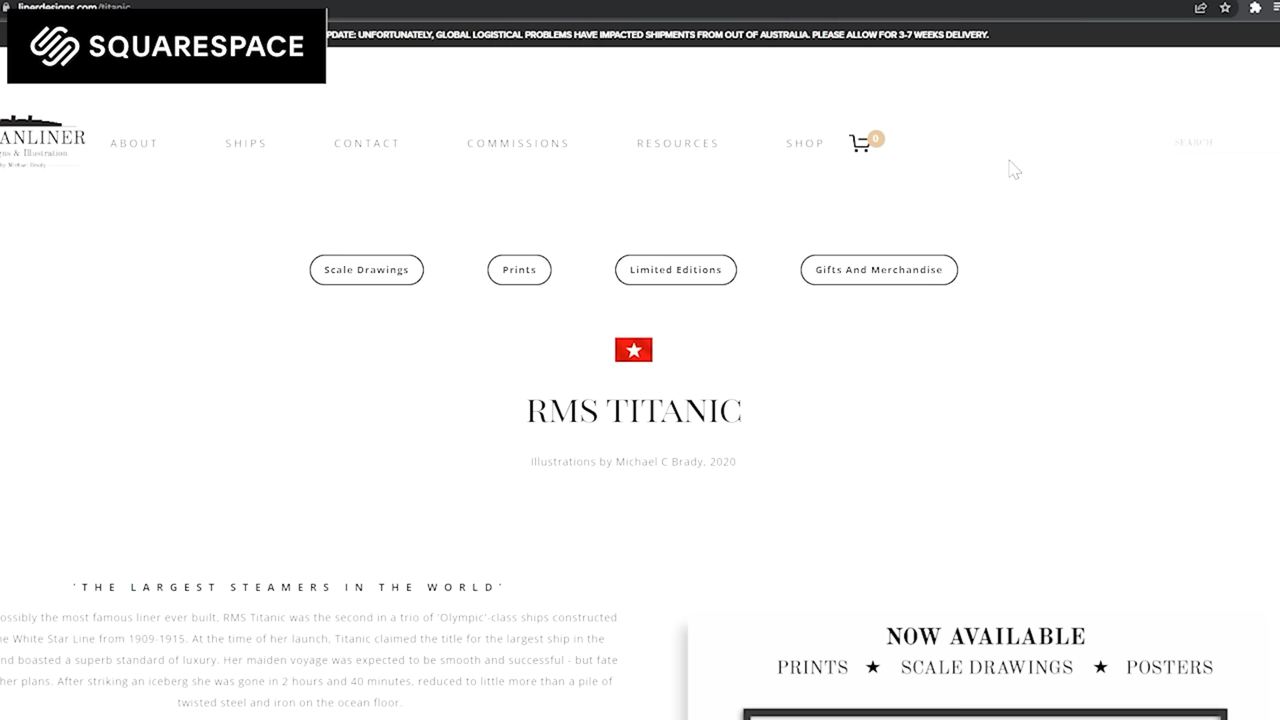 linerdesigns.com/titanic
SQUARESPACE
PDATE: UNFORTUNATELY, GLOBAL LOGISTICAL PROBLEMS HAVE IMPACTED SHIPMENTS FROM OUT OF AUSTRALIA. PLEASE ALLOW FOR 3-7 WEEKS DELIVERY.
ANLINER
gns & Illustration
by Michael Brady
ABOUT SHIPS CONTACT COMMISSIONS RESOURCES SHOP 0 SEARCH
Scale Drawings Prints Limited Editions Gifts And Merchandise
RMS TITANIC
Illustrations by Michael C Brady, 2020
'THE LARGEST STEAMERS IN THE WORLD'
ossibly the most famous liner ever built, RMS Titanic was the second in a trio of 'Olympic'-class ships constructed
he White Star Line from 1909-1915. At the time of her launch, Titanic claimed the title for the largest ship in the
nd boasted a superb standard of luxury. Her maiden voyage was expected to be smooth and successful - but fate
her plans. After striking an iceberg she was gone in 2 hours and 40 minutes, reduced to little more than a pile of
twisted steel and iron on the ocean floor.
NOW AVAILABLE
PRINTS ★ SCALE DRAWINGS ★ POSTERS